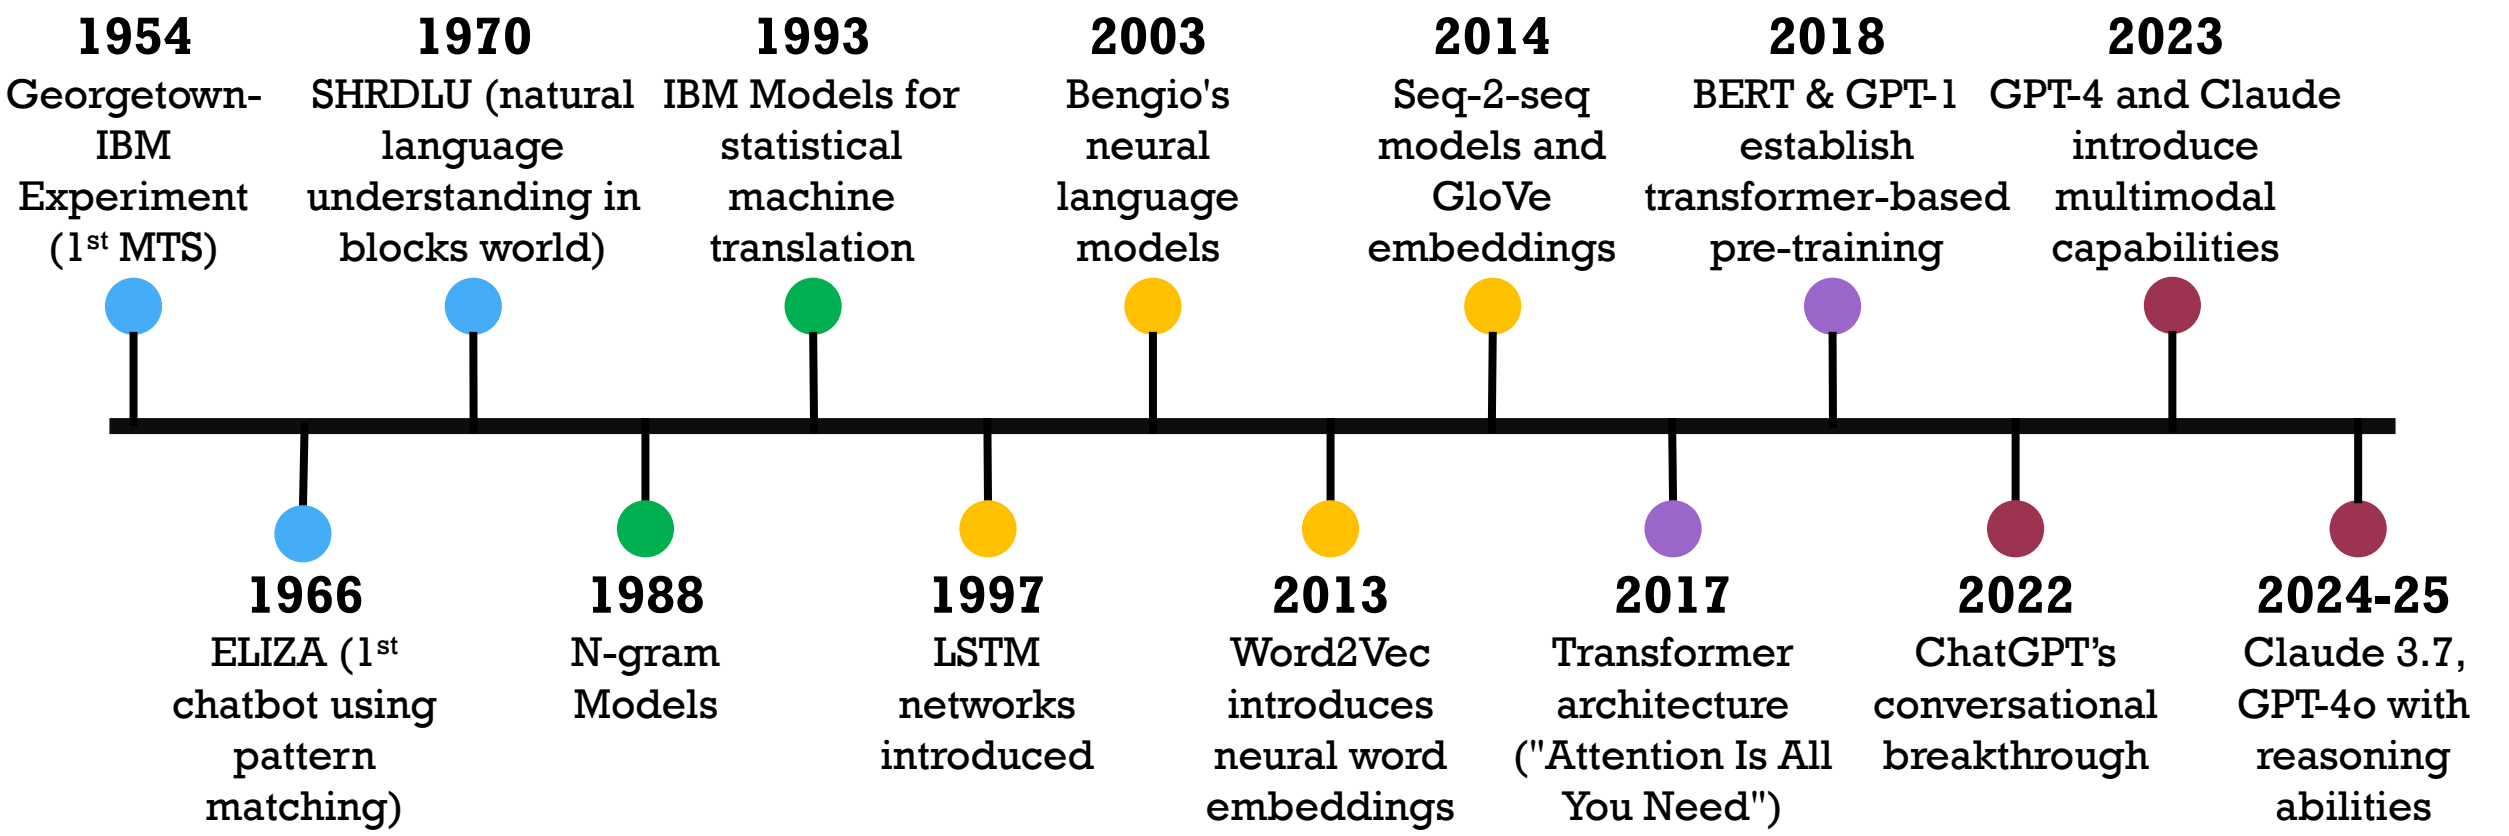 1954
Georgetown-
IBM
Experiment
(1st MTS)
1970
SHRDLU (natural
language
understanding in
blocks world)
1993
IBM Models for
statistical
machine
translation
2003
Bengio's
neural
language
models
2014
Seq-2-seq
models and
GloVe
embeddings
2018
BERT & GPT-1
establish
transformer-based
pre-training
2023
GPT-4 and Claude
introduce
multimodal
capabilities
1966
ELIZA (1st
chatbot using
pattern
matching)
1988
N-gram
Models
1997
LSTM
networks
introduced
2013
Word2Vec
introduces
neural word
embeddings
2017
Transformer
architecture
("Attention Is All
You Need")
2022
ChatGPT’s
conversational
breakthrough
2024-25
Claude 3.7,
GPT-4o with
reasoning
abilities